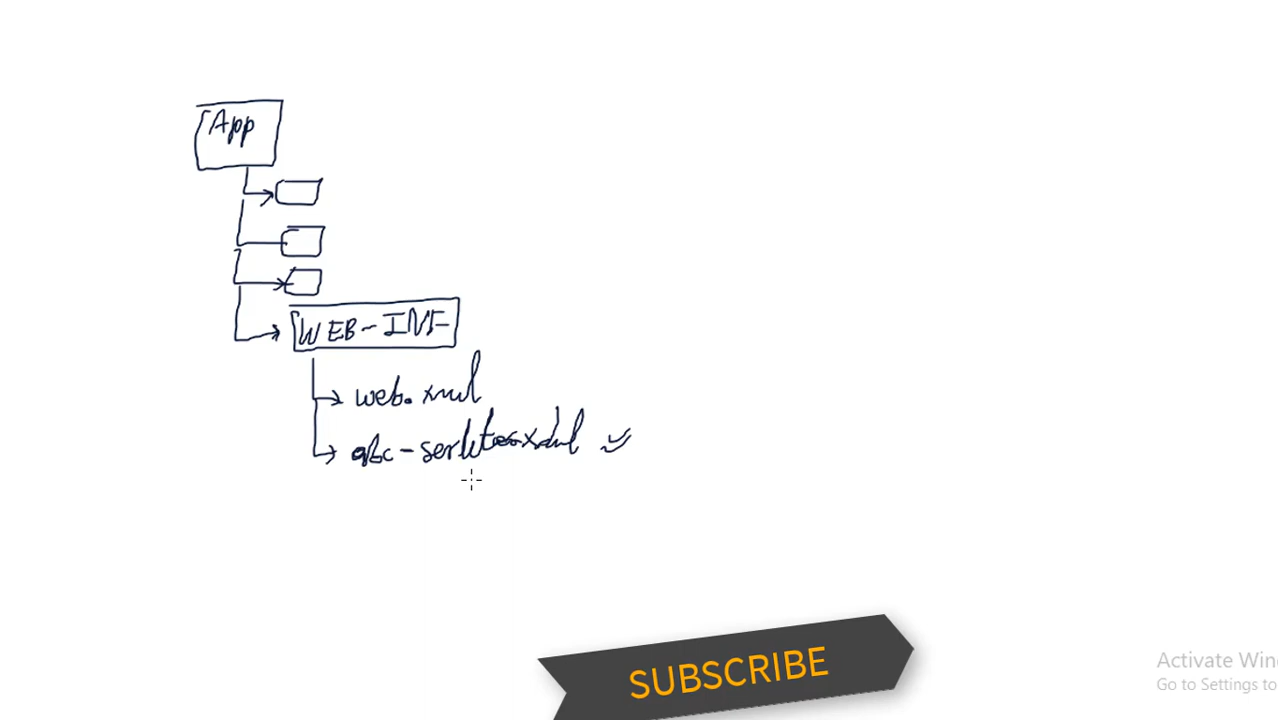 App
WEB-INF
web.xml
abc-servlet.xml
SUBSCRIBE
Activate Win
Go to Settings to